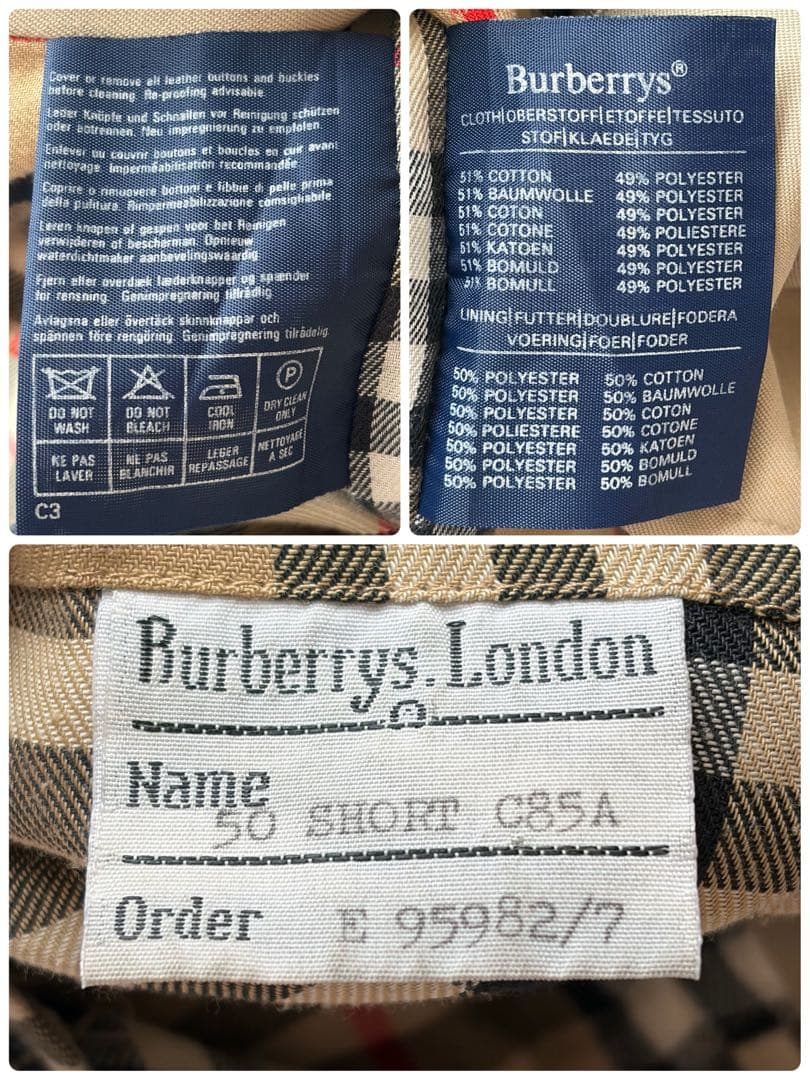 Cover or remove all leather buttons and buckles
before cleaning. Re-proofing advisable.
Leder Knöpfe und Schnallen vor Reinigung schützen
oder abtrennen. Neu impregnierung zu empfolen.
Enlever ou couvrir boutons et boucles en cuir avant
nettoyage. Imperméabilisation recommandée.
Coprire o rimuovere bottoni e fibbie di pelle prima
della pulitura. Rimpermeabilizzazione consigliabile
Leren knopen of gespen voor het Reinigen
verwijderen of beschermen. Opnieuw
waterdichtmaker aanbevelingswaardig.
Fjern eller overdæk læderknapper og spænder
før rensning. Genimpregnering tilrådlig
Avlagsna eller övertäck skinnknappar och
spännen före rengöring. Genimpregnering tilrådelig.
DO NOT WASH
DO NOT BLEACH
COOL IRON
P
DRY CLEAN ONLY
NE PAS LAVER
NE PAS BLANCHIR
LEGER REPASSAGE
NETTOYAGE A SEC
C3
Burberrys®
CLOTH|OBERSTOFF|ETOFFE|TESSUTO
STOF|KLAEDE|TYG
51% COTTON 49% POLYESTER
51% BAUMWOLLE 49% POLYESTER
51% COTON 49% POLYESTER
51% COTONE 49% POLIESTERE
51% KATOEN 49% POLYESTER
51% BOMULD 49% POLYESTER
51% BOMULL 49% POLYESTER
LINING|FUTTER|DOUBLURE|FODERA
VOERING|FOER|FODER
50% POLYESTER 50% COTTON
50% POLYESTER 50% BAUMWOLLE
50% POLYESTER 50% COTON
50% POLIESTERE 50% COTONE
50% POLYESTER 50% KATOEN
50% POLYESTER 50% BOMULD
50% POLYESTER 50% BOMULL
Burberrys. London
Name
50 SHORT C85A
Order E 95982/7